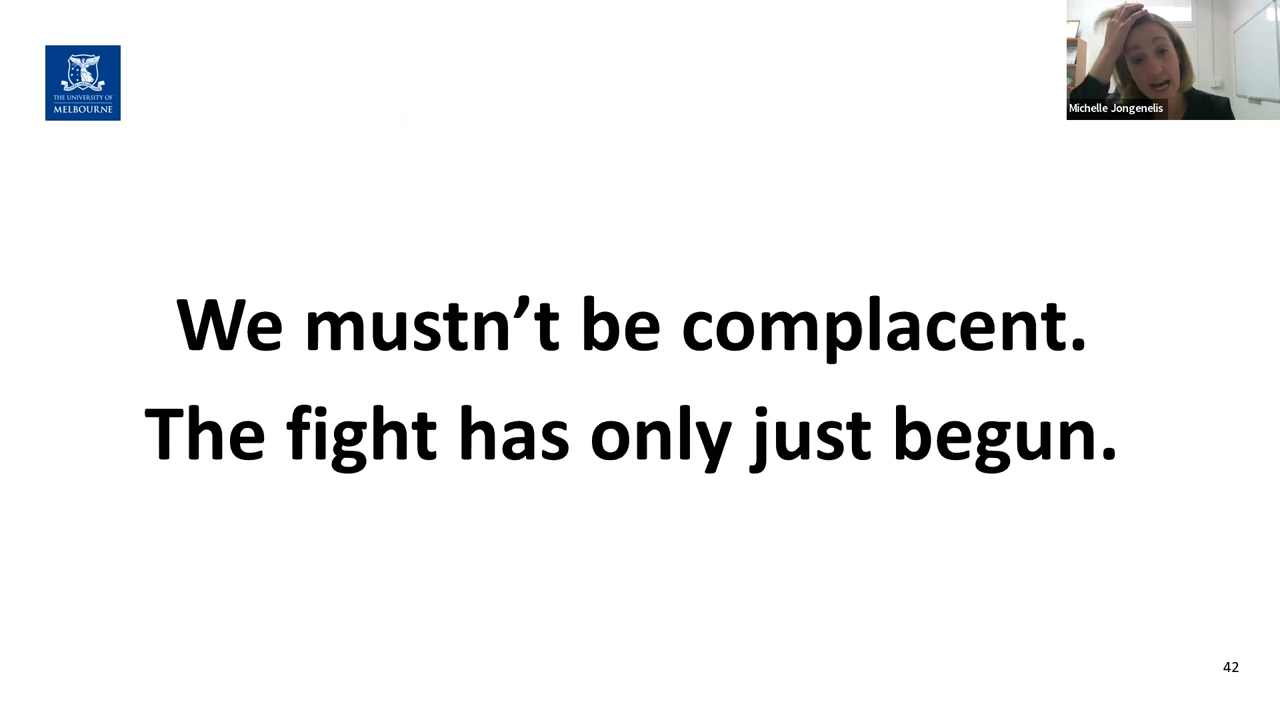 THE UNIVERSITY OF
MELBOURNE
Michelle Jongenelis
We mustn’t be complacent.
The fight has only just begun.
42